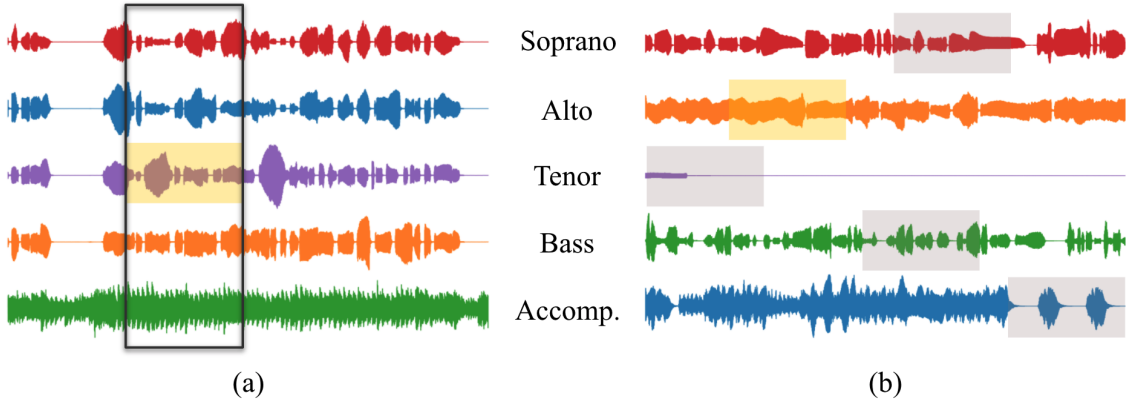 Soprano
Alto
Tenor
Bass
Accomp.
(a)
(b)